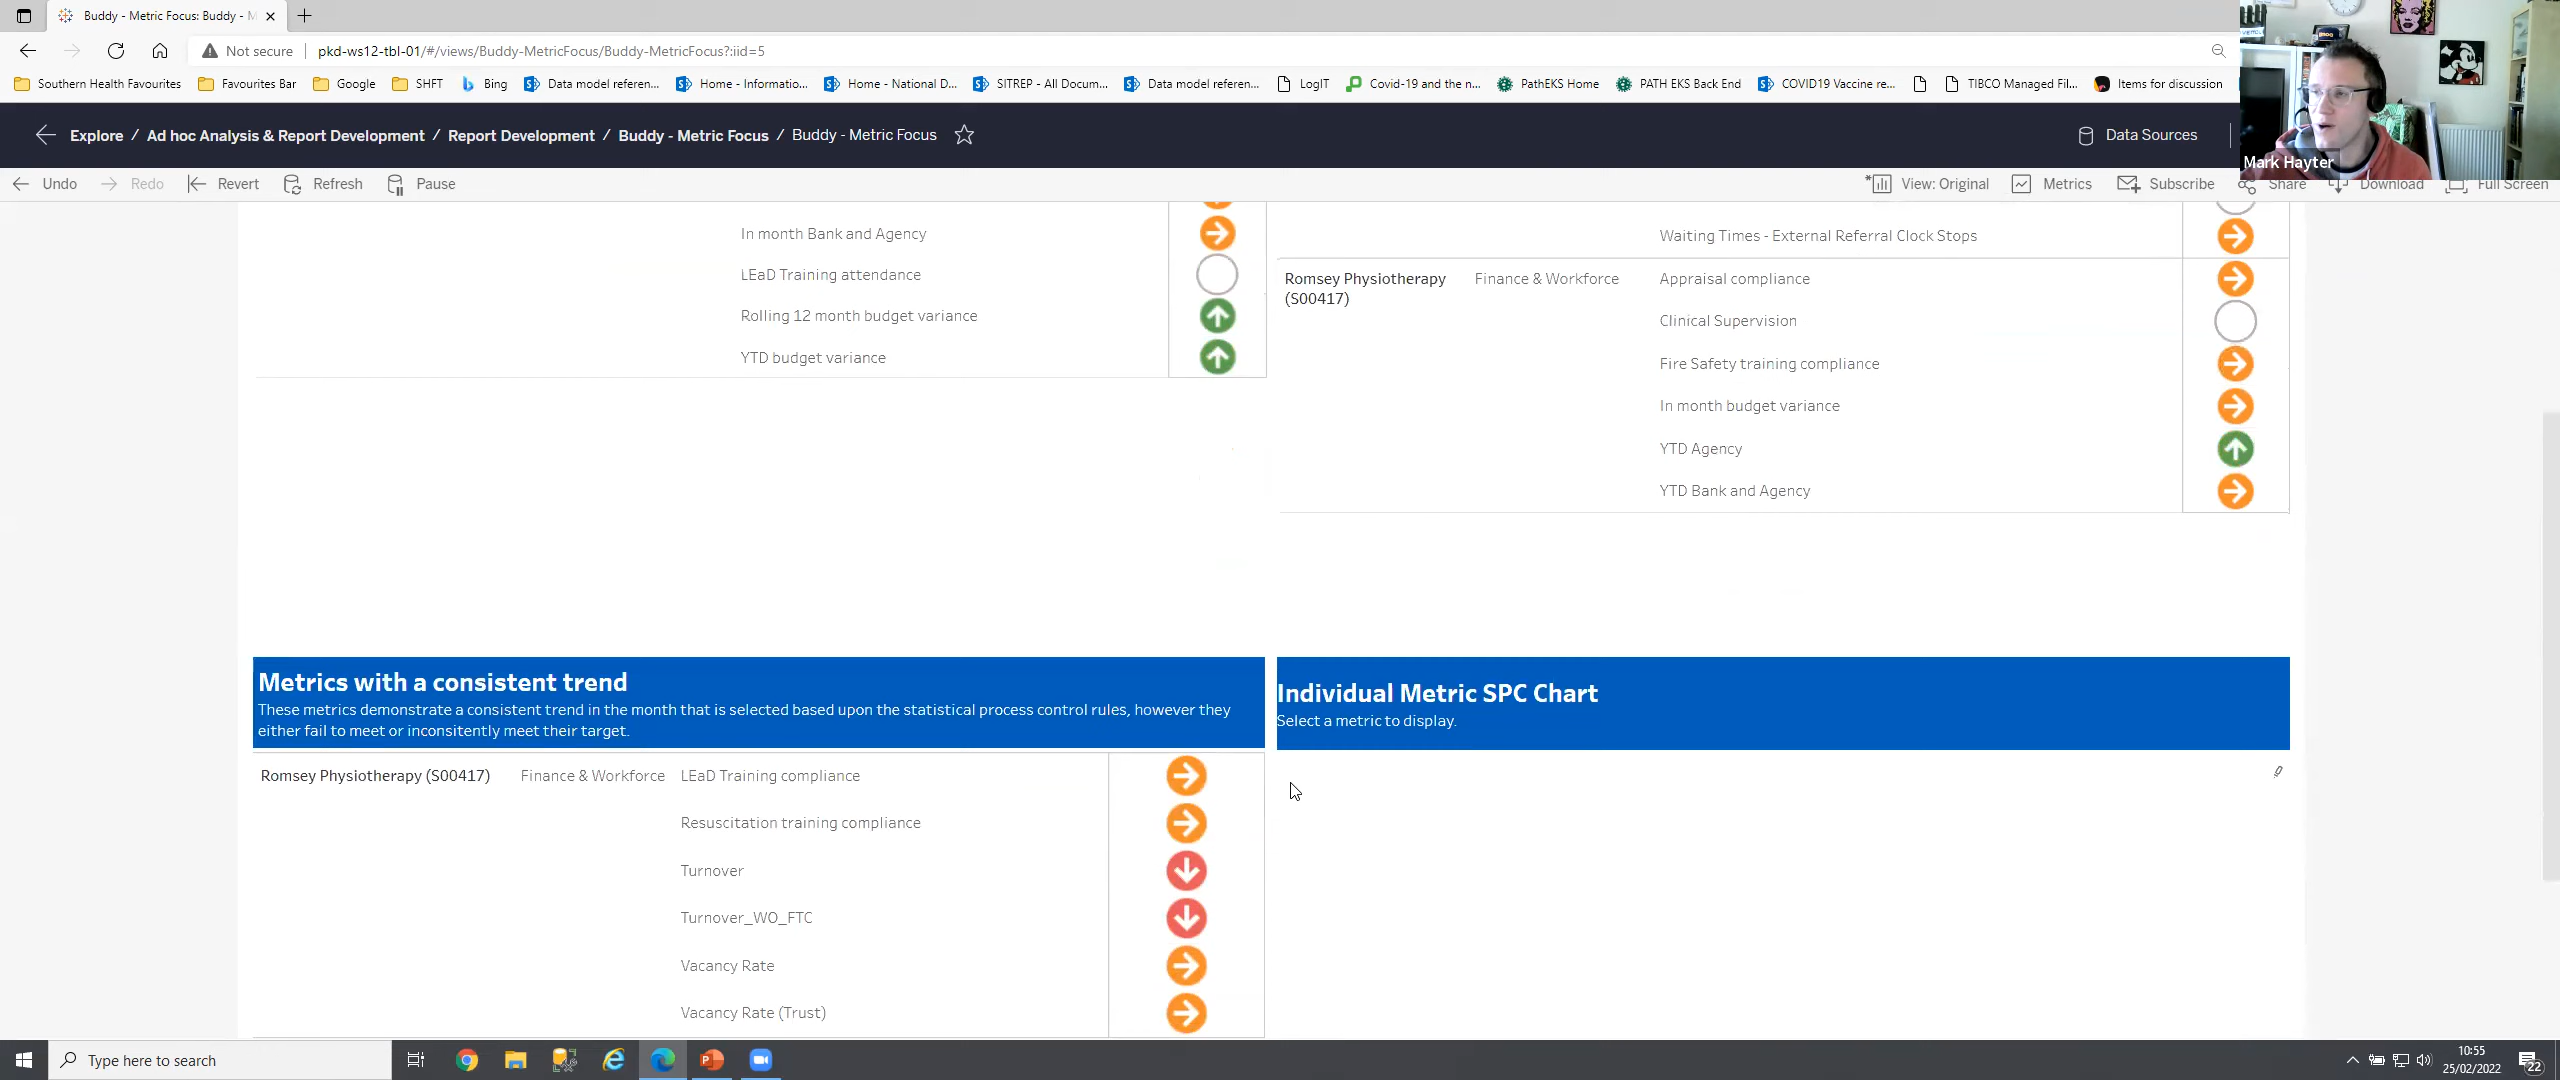 Buddy - Metric Focus: Buddy - M
Not secure
pkd-ws12-tbl-01/#/views/Buddy-MetricFocus/Buddy-MetricFocus?:iid=5
Southern Health Favourites
Favourites Bar
Google
SHFT
Bing
Data model referen...
Home - Informatio...
Home - National D...
SITREP - All Docum...
Data model referen...
LogIT
Covid-19 and the n...
PathEKS Home
PATH EKS Back End
COVID19 Vaccine re...
TIBCO Managed Fil...
Items for discussion
Explore / Ad hoc Analysis & Report Development / Report Development / Buddy - Metric Focus / Buddy - Metric Focus
Data Sources
Mark Hayter
Undo
Redo
Revert
Refresh
Pause
View: Original
Metrics
Subscribe
Share
Download
Full Screen
In month Bank and Agency
LEaD Training attendance
Rolling 12 month budget variance
YTD budget variance
Waiting Times - External Referral Clock Stops
Romsey Physiotherapy
(S00417)
Finance & Workforce
Appraisal compliance
Clinical Supervision
Fire Safety training compliance
In month budget variance
YTD Agency
YTD Bank and Agency
Metrics with a consistent trend
These metrics demonstrate a consistent trend in the month that is selected based upon the statistical process control rules, however they
either fail to meet or inconsitently meet their target.
Individual Metric SPC Chart
Select a metric to display.
Romsey Physiotherapy (S00417)
Finance & Workforce
LEaD Training compliance
Resuscitation training compliance
Turnover
Turnover_WO_FTC
Vacancy Rate
Vacancy Rate (Trust)
Type here to search
10:55
25/02/2022
22